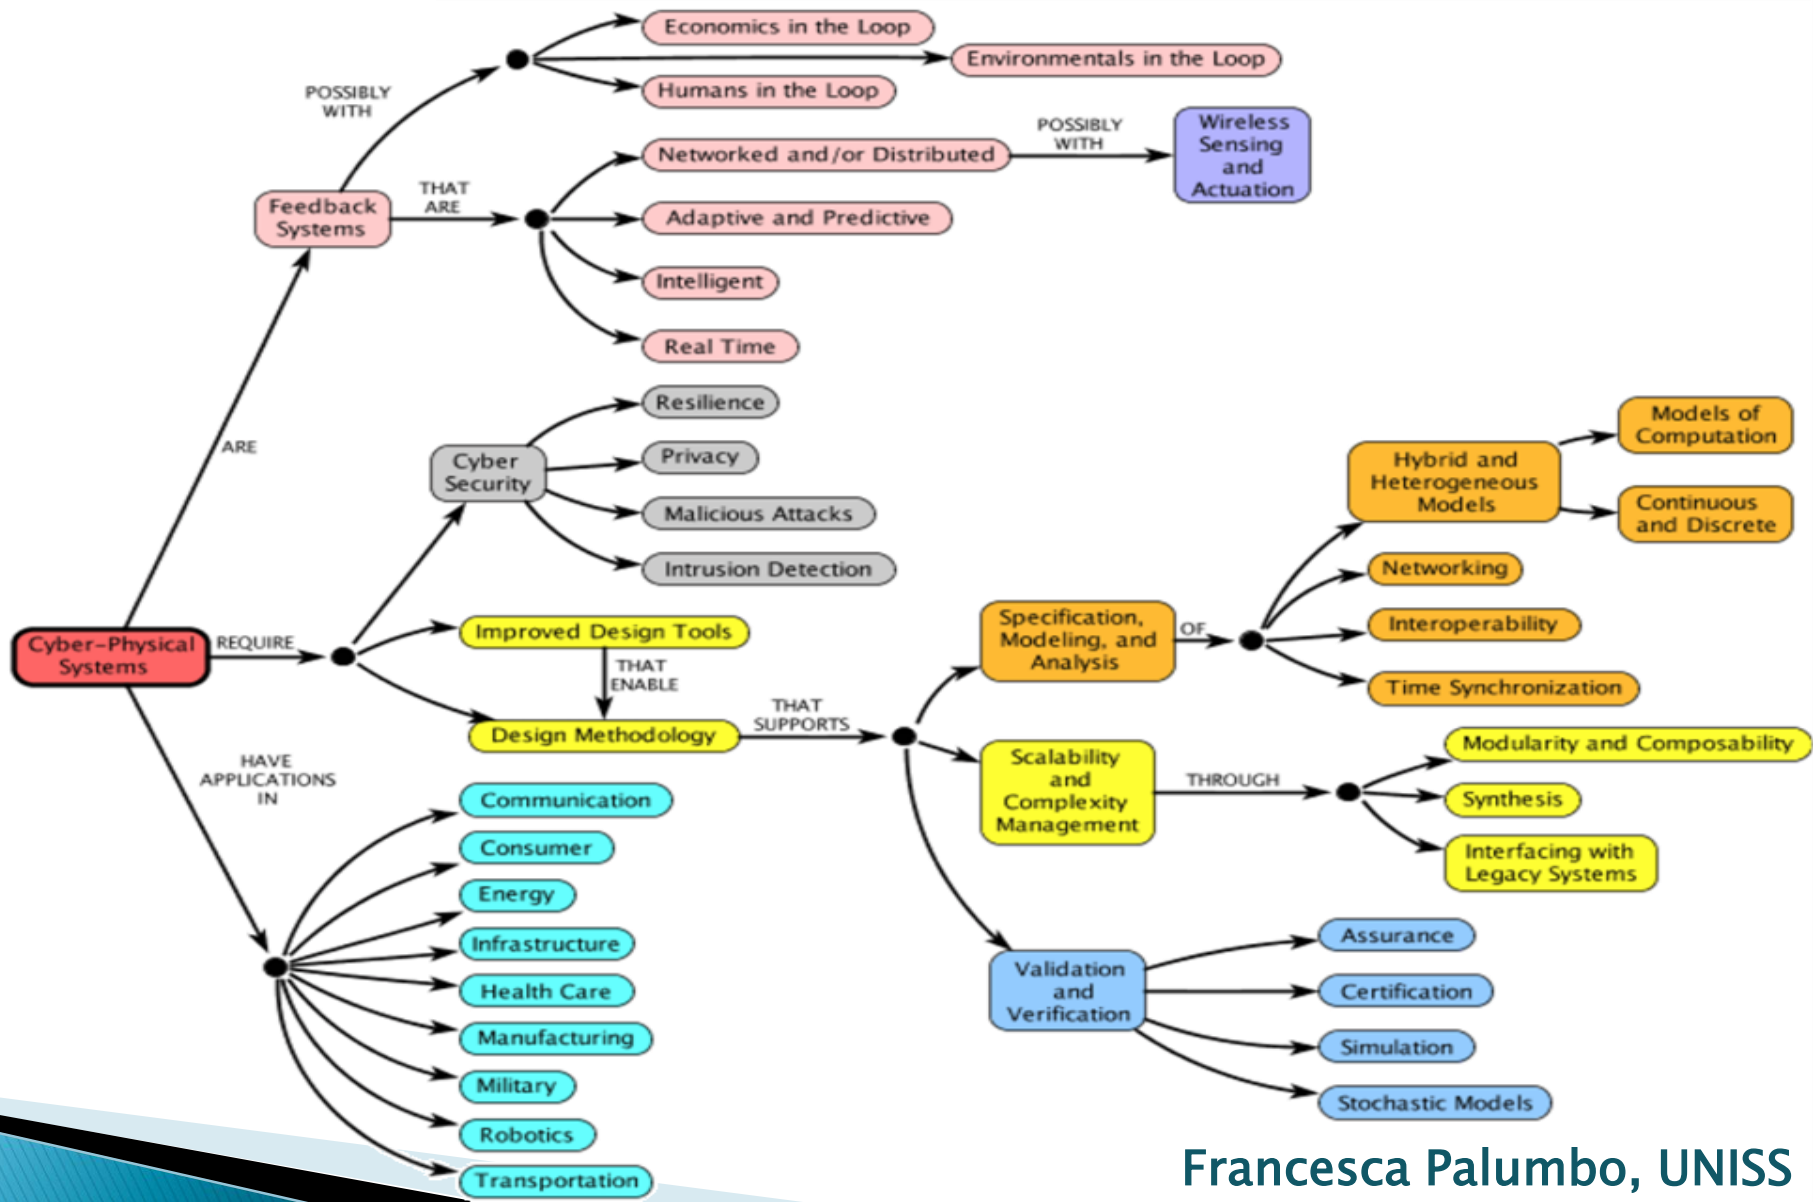 Economics in the Loop
Environmentals in the Loop
Humans in the Loop
POSSIBLY
WITH
Networked and/or Distributed
POSSIBLY
WITH
Wireless
Sensing
and
Actuation
Feedback
Systems
THAT
ARE
Adaptive and Predictive
Intelligent
Real Time
ARE
Resilience
Cyber
Security
Privacy
Malicious Attacks
Intrusion Detection
Models of
Computation
Hybrid and
Heterogeneous
Models
Continuous
and Discrete
Networking
Interoperability
Time Synchronization
Specification,
Modeling, and
Analysis
OF
Cyber-Physical
Systems
REQUIRE
Improved Design Tools
THAT
ENABLE
Design Methodology
THAT
SUPPORTS
Scalability
and
Complexity
Management
THROUGH
Modularity and Composability
Synthesis
Interfacing with
Legacy Systems
HAVE
APPLICATIONS
IN
Communication
Consumer
Energy
Infrastructure
Health Care
Manufacturing
Military
Robotics
Transportation
Validation
and
Verification
Assurance
Certification
Simulation
Stochastic Models
Francesca Palumbo, UNISS